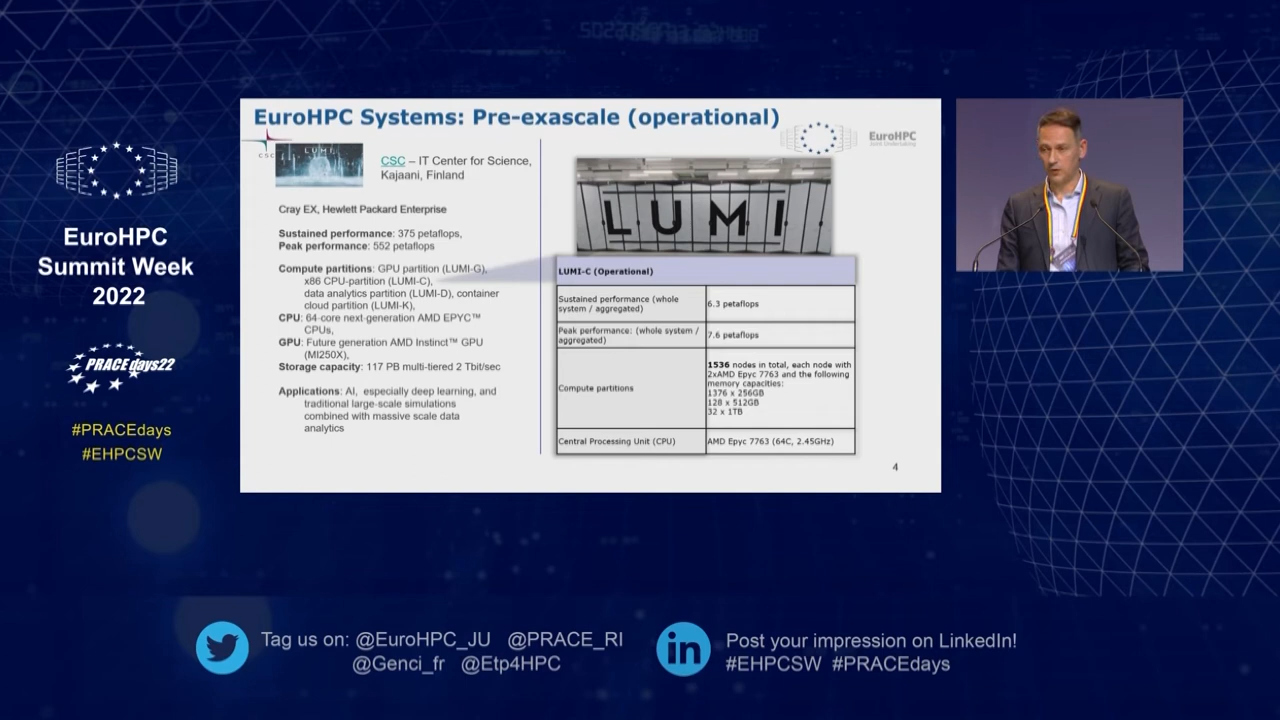 EuroHPC
Summit Week
2022
PRACEdays22
#PRACEdays
#EHPCSW
EuroHPC Systems: Pre-exascale (operational)
EuroHPC
Joint Undertaking
CSC
LUMI
CSC – IT Center for Science,
Kajaani, Finland
Cray EX, Hewlett Packard Enterprise
Sustained performance: 375 petaflops,
Peak performance: 552 petaflops
Compute partitions: GPU partition (LUMI-G),
x86 CPU-partition (LUMI-C),
data analytics partition (LUMI-D), container
cloud partition (LUMI-K),
CPU: 64-core next-generation AMD EPYC™
CPUs,
GPU: Future generation AMD Instinct™ GPU
(MI250X),
Storage capacity: 117 PB multi-tiered 2 Tbit/sec
Applications: AI, especially deep learning, and
traditional large-scale simulations
combined with massive scale data
analytics
LUMI
LUMI-C (Operational)
Sustained performance (whole
system / aggregated)
6.3 petaflops
Peak performance: (whole system /
aggregated)
7.6 petaflops
Compute partitions
1536 nodes in total, each node with
2xAMD Epyc 7763 and the following
memory capacities:
1376 x 256GB
128 x 512GB
32 x 1TB
Central Processing Unit (CPU)
AMD Epyc 7763 (64C, 2.45GHz)
4
Tag us on: @EuroHPC_JU @PRACE_RI
@Genci_fr @Etp4HPC
in
Post your impression on LinkedIn!
#EHPCSW #PRACEdays